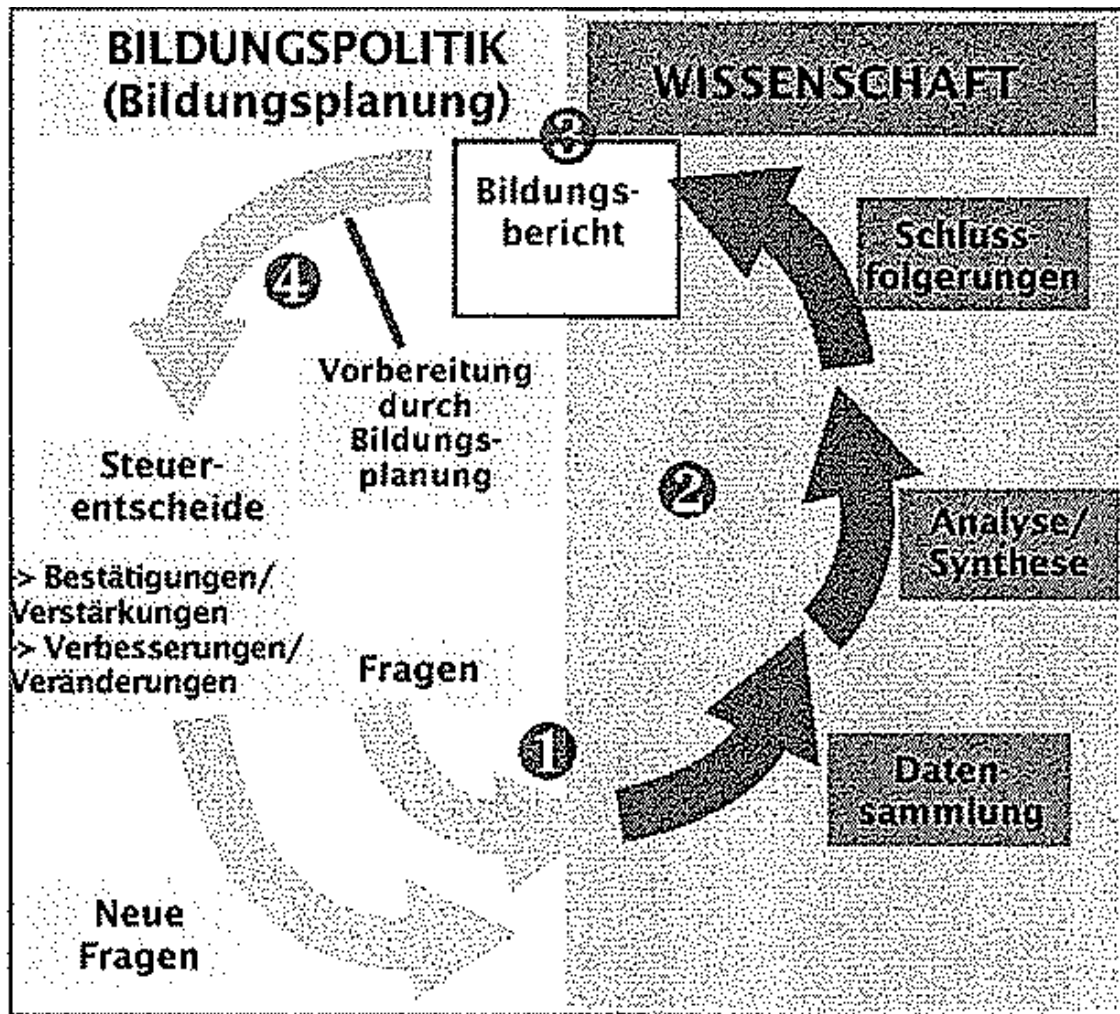 BILDUNGSPOLITIK
(Bildungsplanung)
WISSENSCHAFT
3
Bildungs-
bericht
Schluss-
folgerungen
4
Vorbereitung
durch
Bildungs-
planung
Steuer-
entscheide
2
Analyse/
Synthese
-> Bestätigungen/
Verstärkungen
-> Verbesserungen/
Veränderungen
Fragen
1
Daten-
sammlung
Neue
Fragen